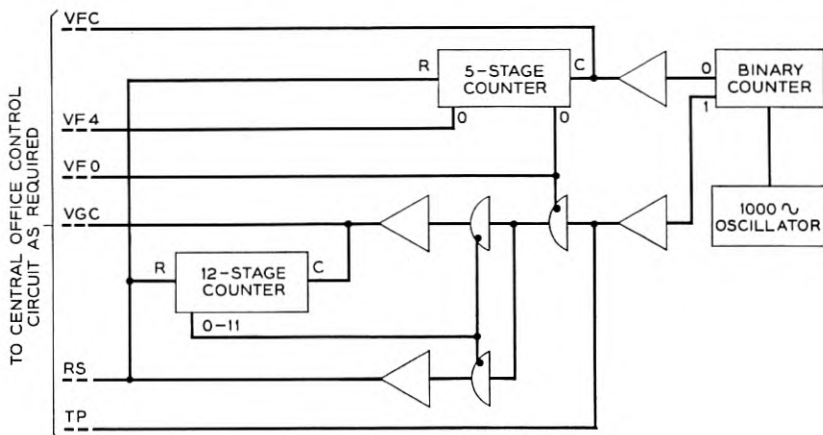 VFC
R
5-STAGE
COUNTER
C
0
BINARY
COUNTER
1
VF4
0
0
VF0
VGC
1000 ∿
OSCILLATOR
R
12-STAGE
COUNTER
C
0-11
RS
TP
TO CENTRAL OFFICE CONTROL
CIRCUIT AS REQUIRED